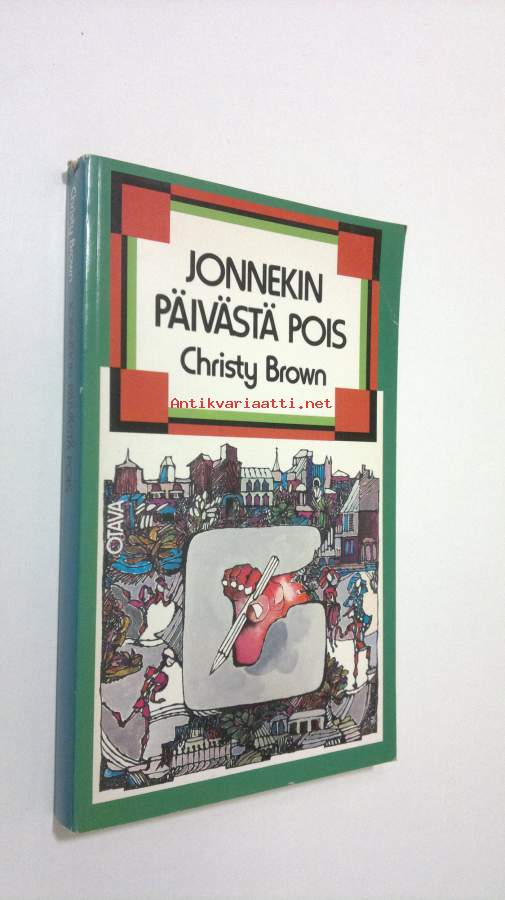 JONNEKIN
PÄIVÄSTÄ POIS
Christy Brown
Antikvariaatti.net
OTAVA
Christy Brown